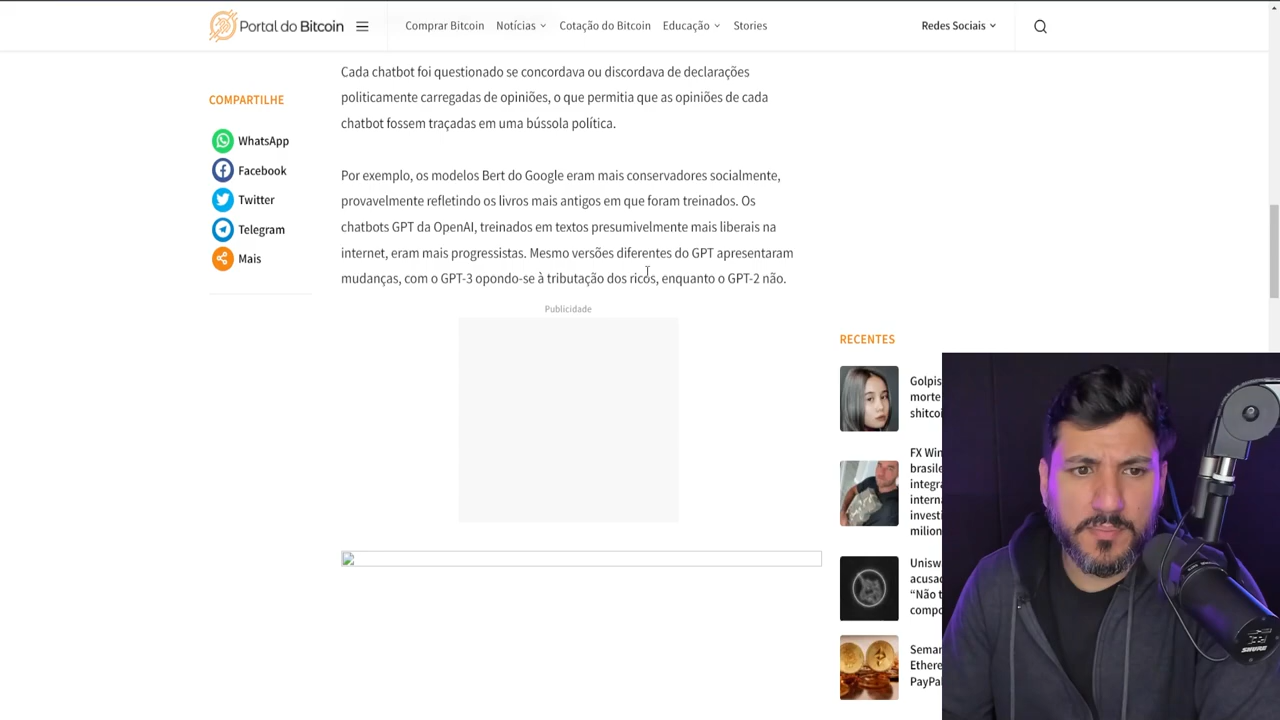 Portal do Bitcoin
Comprar Bitcoin
Notícias
Cotação do Bitcoin
Educação
Stories
Redes Sociais
COMPARTILHE
WhatsApp
Facebook
Twitter
Telegram
Mais
Cada chatbot foi questionado se concordava ou discordava de declarações
politicamente carregadas de opiniões, o que permitia que as opiniões de cada
chatbot fossem traçadas em uma bússola política.
Por exemplo, os modelos Bert do Google eram mais conservadores socialmente,
provavelmente refletindo os livros mais antigos em que foram treinados. Os
chatbots GPT da OpenAI, treinados em textos presumivelmente mais liberais na
internet, eram mais progressistas. Mesmo versões diferentes do GPT apresentaram
mudanças, com o GPT-3 opondo-se à tributação dos ricos, enquanto o GPT-2 não.
Publicidade
RECENTES
Golpis
morte
shitcoi
FX Win
brasile
integra
intern
investi
milion
Unisw
acusad
“Não t
compo
Seman
Ethere
PayPal
SHURE